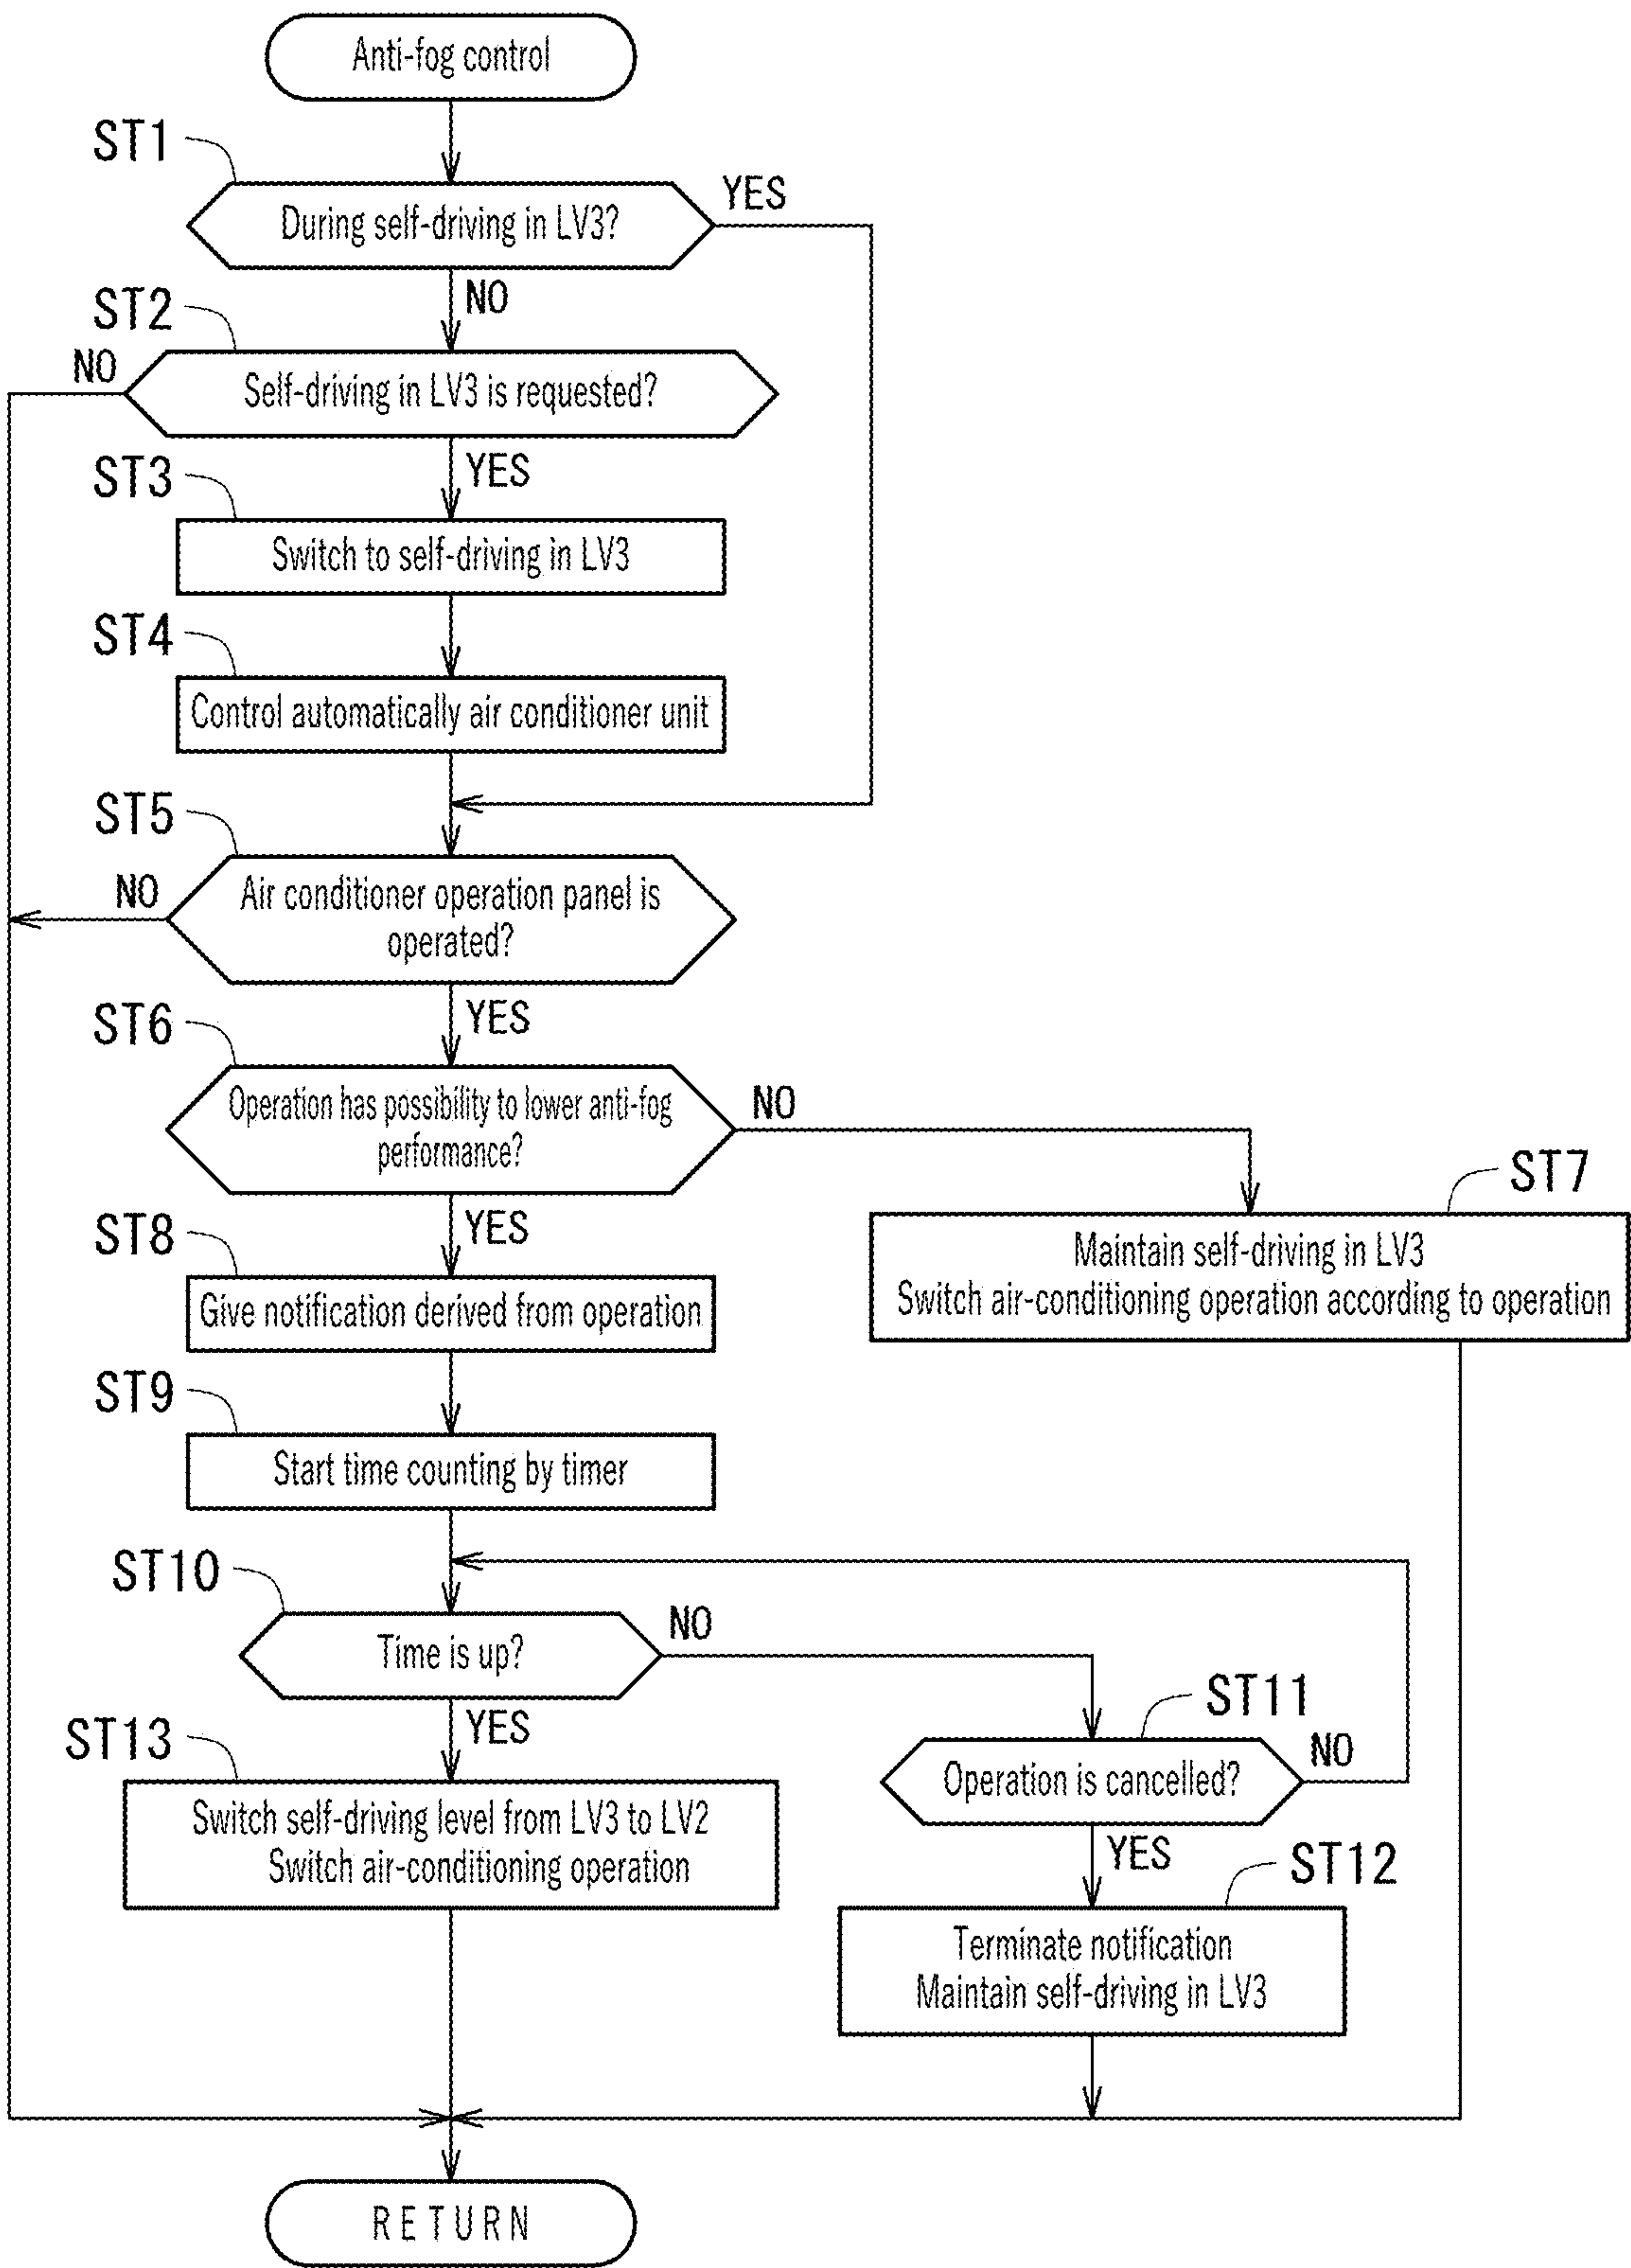 Anti-fog control
ST1
During self-driving in LV3?
YES
NO
ST2
NO
Self-driving in LV3 is requested?
YES
ST3
Switch to self-driving in LV3
ST4
Control automatically air conditioner unit
ST5
NO
Air conditioner operation panel is
operated?
YES
ST6
Operation has possibility to lower anti-fog
performance?
NO
YES
ST7
Maintain self-driving in LV3
Switch air-conditioning operation according to operation
ST8
Give notification derived from operation
ST9
Start time counting by timer
ST10
Time is up?
NO
YES
ST11
Operation is cancelled?
NO
YES
ST13
Switch self-driving level from LV3 to LV2
Switch air-conditioning operation
ST12
Terminate notification
Maintain self-driving in LV3
RETURN